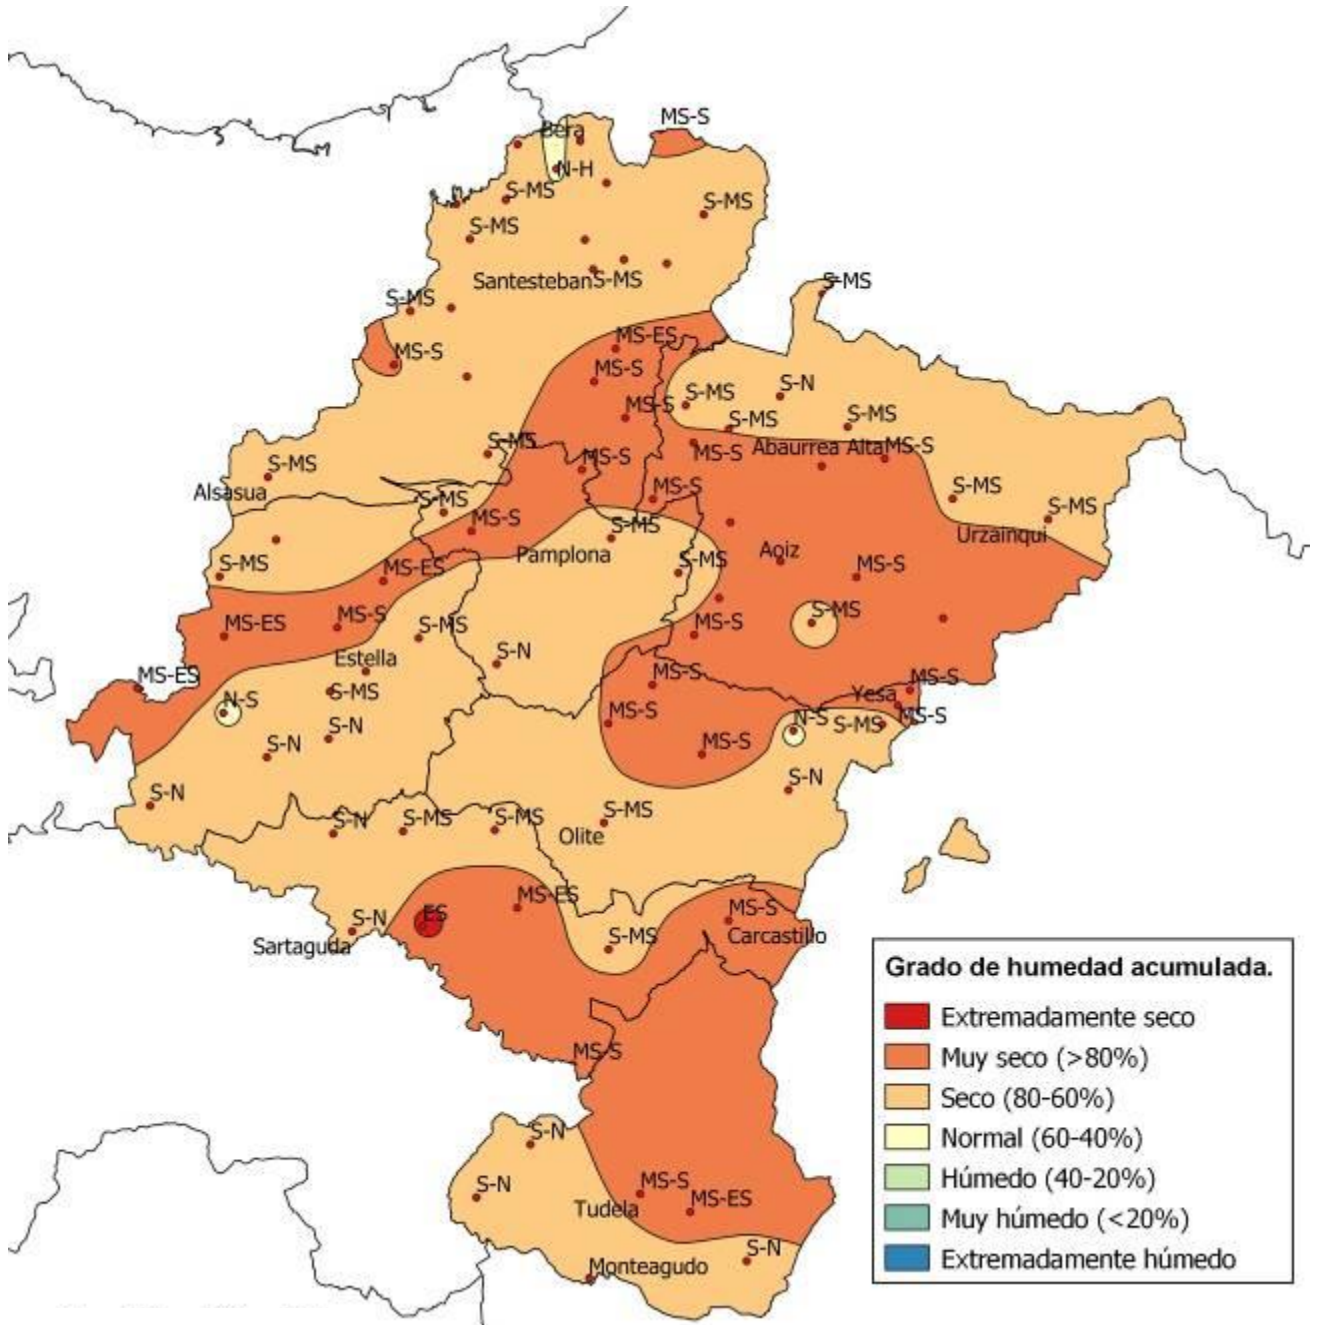 MS-S
Bera
N-H
S-MS
S-MS
S-MS
Santesteban
S-MS
S-MS
S-MS
MS-ES
MS-S
MS-S
S-MS
S-N
MS-S
S-MS
S-MS
S-MS
MS-S
Abaurrea Alta
MS-S
MS-S
S-MS
Alsasua
S-MS
MS-S
S-MS
S-MS
MS-S
S-MS
Urzainqui
Pamplona
Aoiz
S-MS
S-MS
MS-ES
MS-S
MS-ES
MS-S
S-MS
S-MS
MS-S
Estella
S-N
MS-ES
MS-S
MS-S
S-MS
Yesa
N-S
MS-S
N-S
S-MS
MS-S
S-N
MS-S
S-N
S-N
S-N
S-N
S-MS
S-MS
S-MS
Olite
MS-ES
ES
MS-S
S-N
Sartaguda
S-MS
Carcastillo
MS-S
S-N
S-N
MS-S
Tudela
MS-ES
S-N
Monteagudo
Grado de humedad acumulada.
Extremadamente seco
Muy seco (>80%)
Seco (80-60%)
Normal (60-40%)
Húmedo (40-20%)
Muy húmedo (<20%)
Extremadamente húmedo